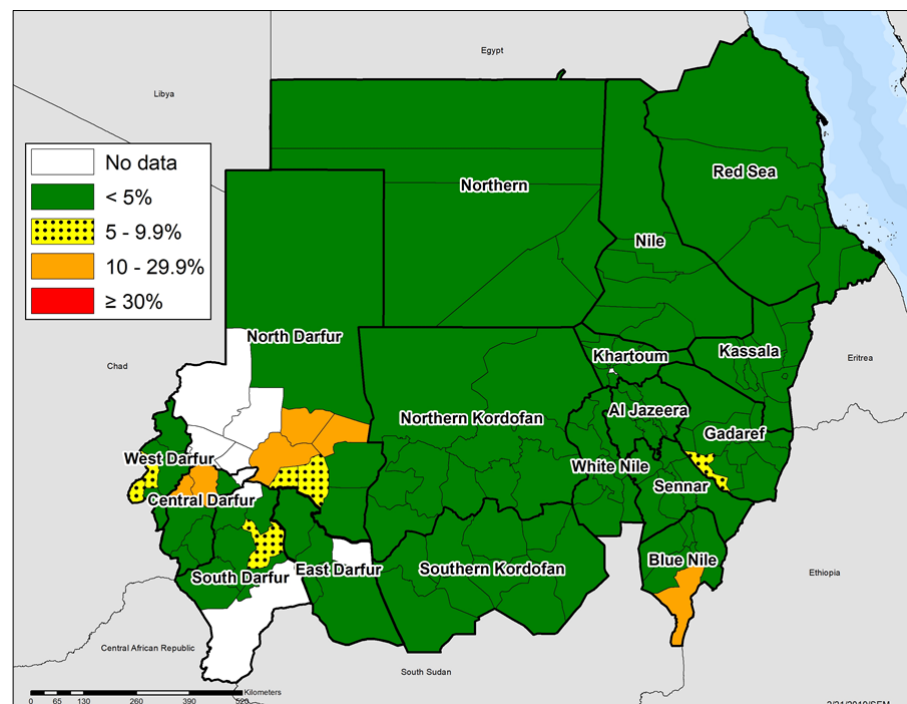 Egypt
Libya
No data
< 5%
5 - 9.9%
10 - 29.9%
≥ 30%
Northern
Red Sea
Nile
North Darfur
Khartoum
Kassala
Chad
Eritrea
Northern Kordofan
Al Jazeera
Gadaref
West Darfur
White Nile
Sennar
Central Darfur
Blue Nile
South Darfur
East Darfur
Southern Kordofan
Ethiopia
Central African Republic
South Sudan
Kilometers
0 65 130 260 390 520